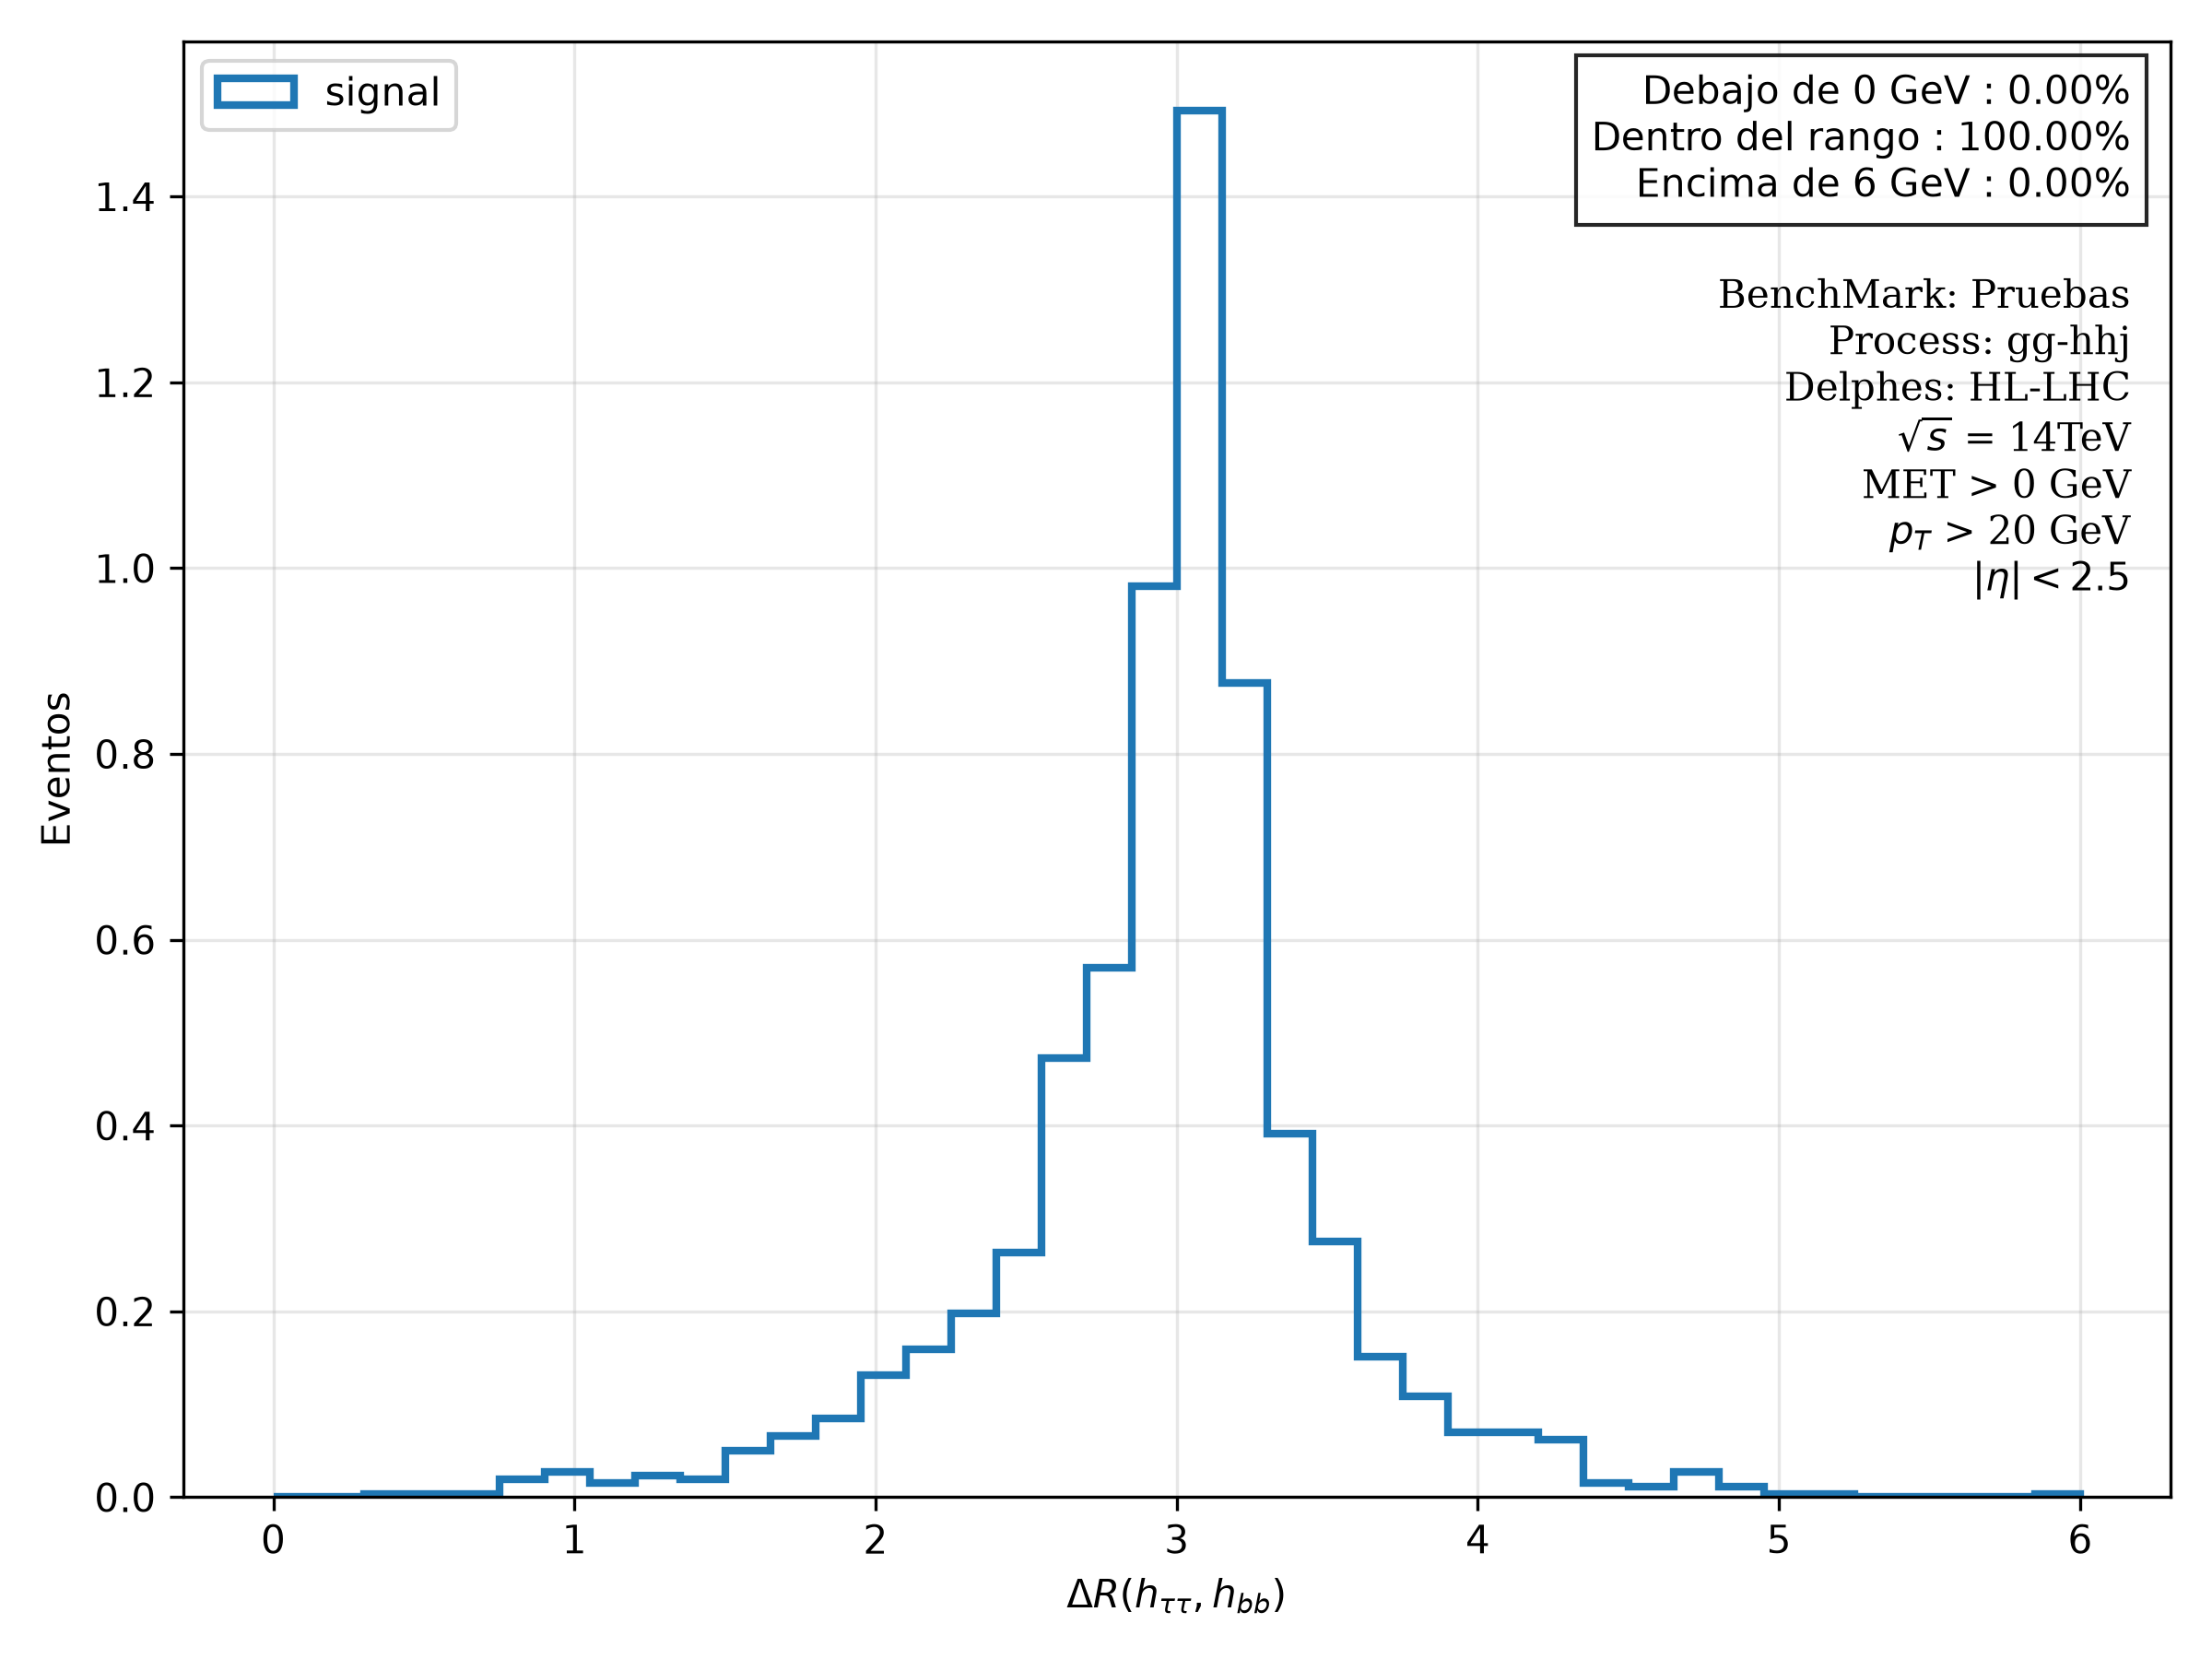 signal
Debajo de 0 GeV : 0.00%
Dentro del rango : 100.00%
Encima de 6 GeV : 0.00%
BenchMark: Pruebas
Process: gg-hhj
Delphes: HL-LHC
√s = 14TeV
MET > 0 GeV
p_T > 20 GeV
|η| < 2.5
Eventos
1.4
1.2
1.0
0.8
0.6
0.4
0.2
0.0
0 1 2 3 4 5 6
ΔR(h_ττ, h_bb)